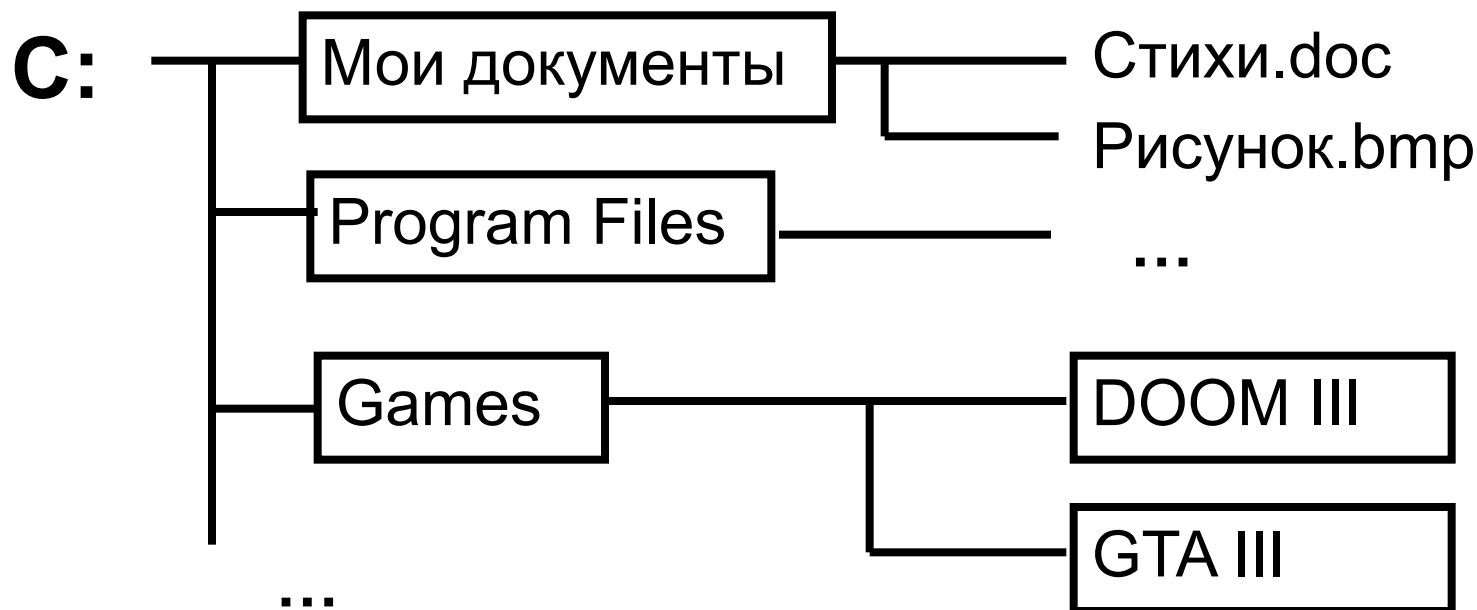 C:
Мои документы
Стихи.doc
Рисунок.bmp
Program Files
...
Games
DOOM III
GTA III
...